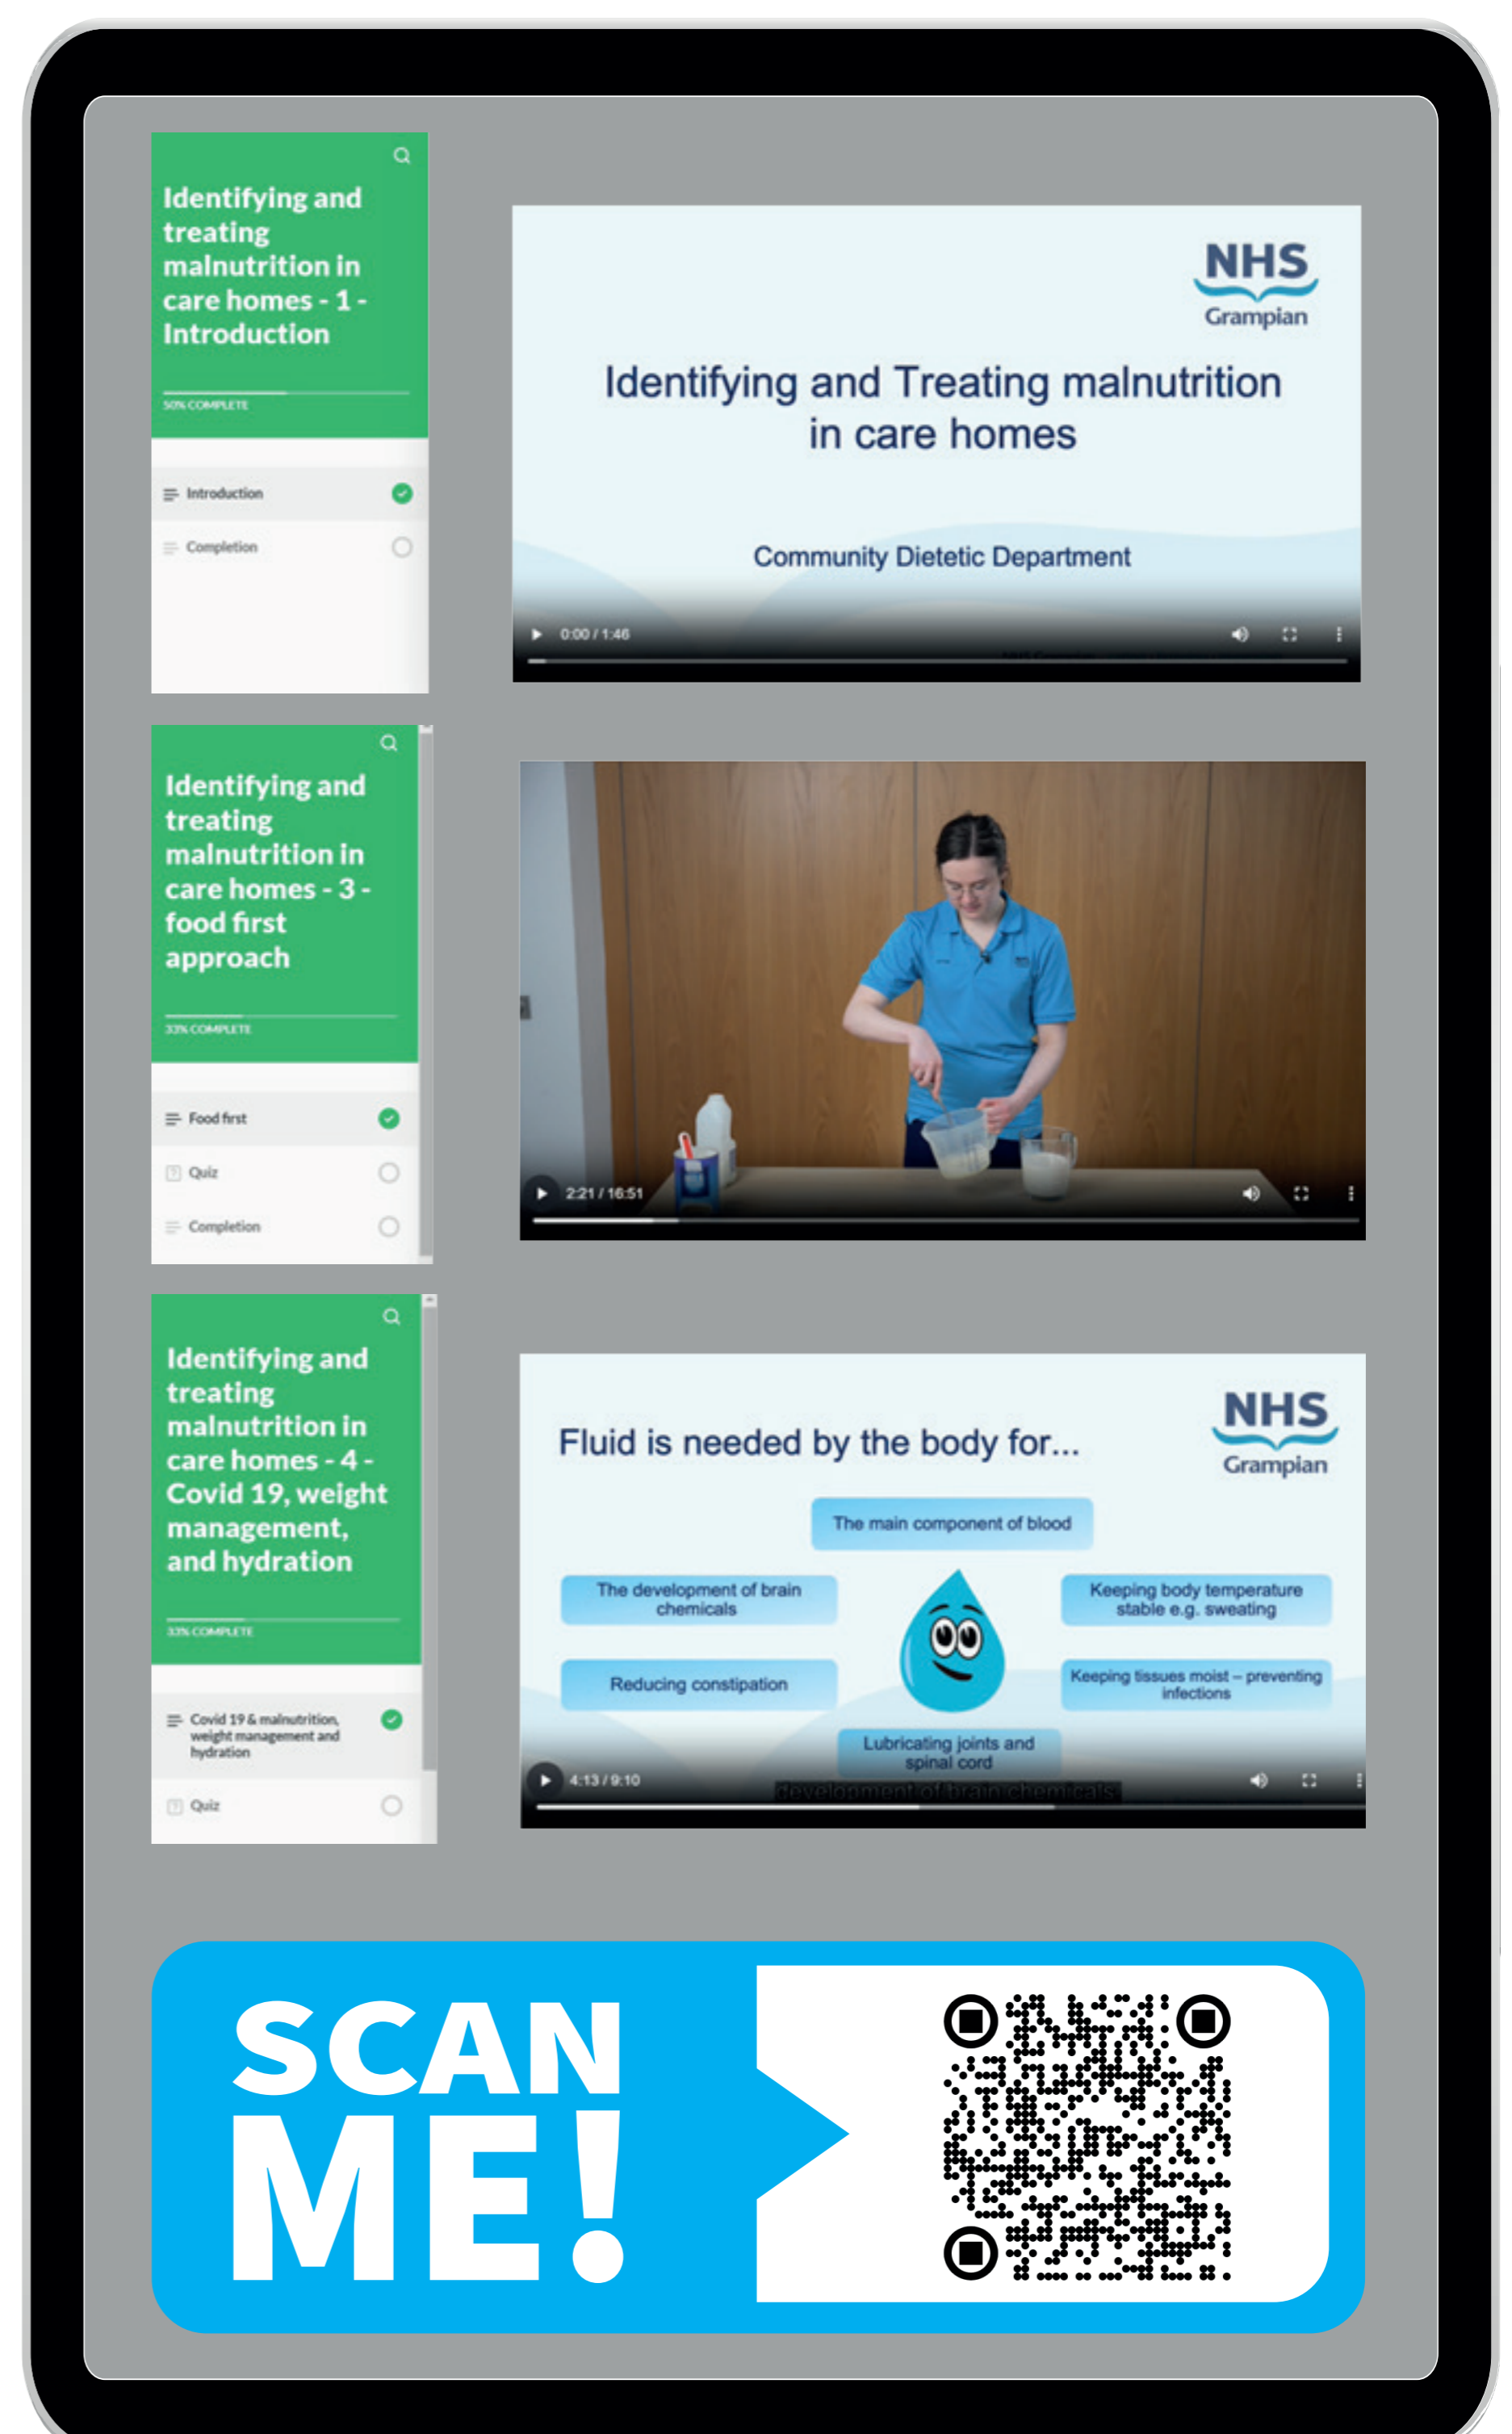 Identifying and
treating
malnutrition in
care homes - 1 -
Introduction
50% COMPLETE
Introduction
Completion
NHS
Grampian
Identifying and Treating malnutrition
in care homes
Community Dietetic Department
0:00 / 1:46
Identifying and
treating
malnutrition in
care homes - 3 -
food first
approach
33% COMPLETE
Food first
Quiz
Completion
2:21 / 16:51
Identifying and
treating
malnutrition in
care homes - 4 -
Covid 19, weight
management,
and hydration
33% COMPLETE
Covid 19 & malnutrition,
weight management and
hydration
Quiz
NHS
Grampian
Fluid is needed by the body for...
The main component of blood
The development of brain
chemicals
Keeping body temperature
stable e.g. sweating
Reducing constipation
Keeping tissues moist – preventing
infections
Lubricating joints and
spinal cord
4:13 / 9:10
development of brain chemicals
SCAN
ME!